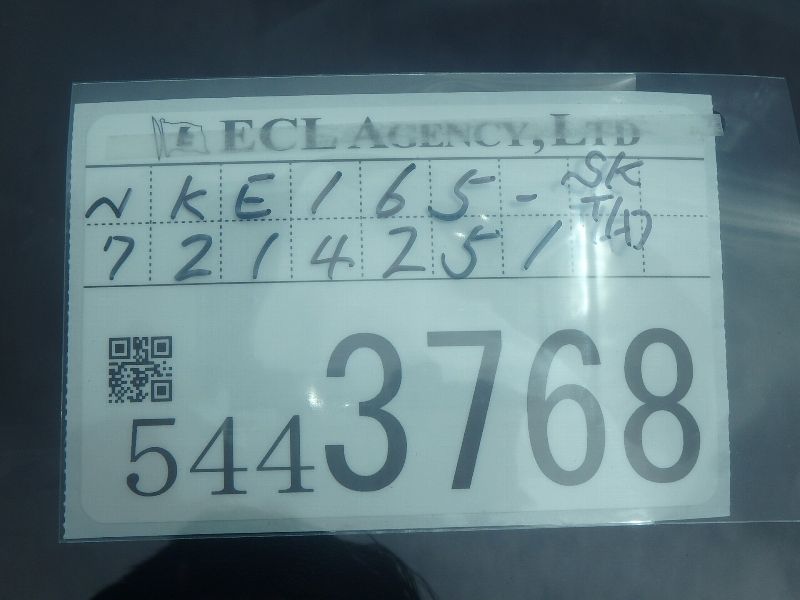 ECL AGENCY, LTD
NKE165-
SK
7214251
5443768